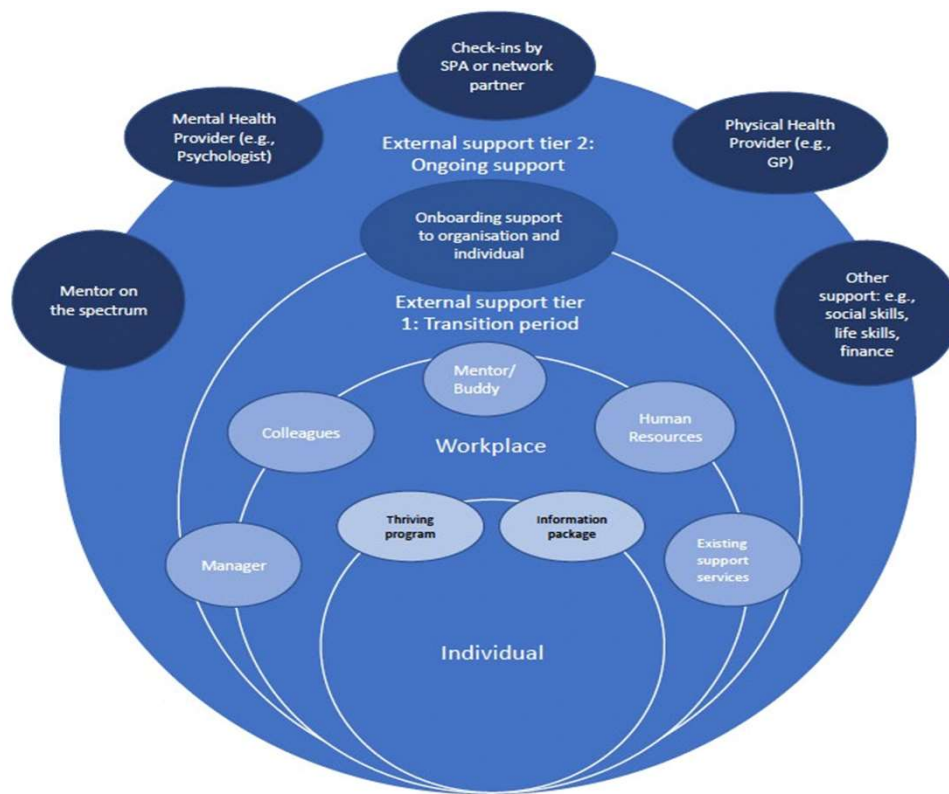 Check-ins by
SPA or network
partner
Mental Health
Provider (e.g.,
Psychologist)
Physical Health
Provider (e.g.,
GP)
External support tier 2:
Ongoing support
Mentor on
the spectrum
Onboarding support
to organisation and
individual
Other
support: e.g.,
social skills,
life skills,
finance
External support tier
1: Transition period
Mentor/
Buddy
Colleagues
Human
Resources
Workplace
Thriving
program
Information
package
Manager
Existing
support
services
Individual